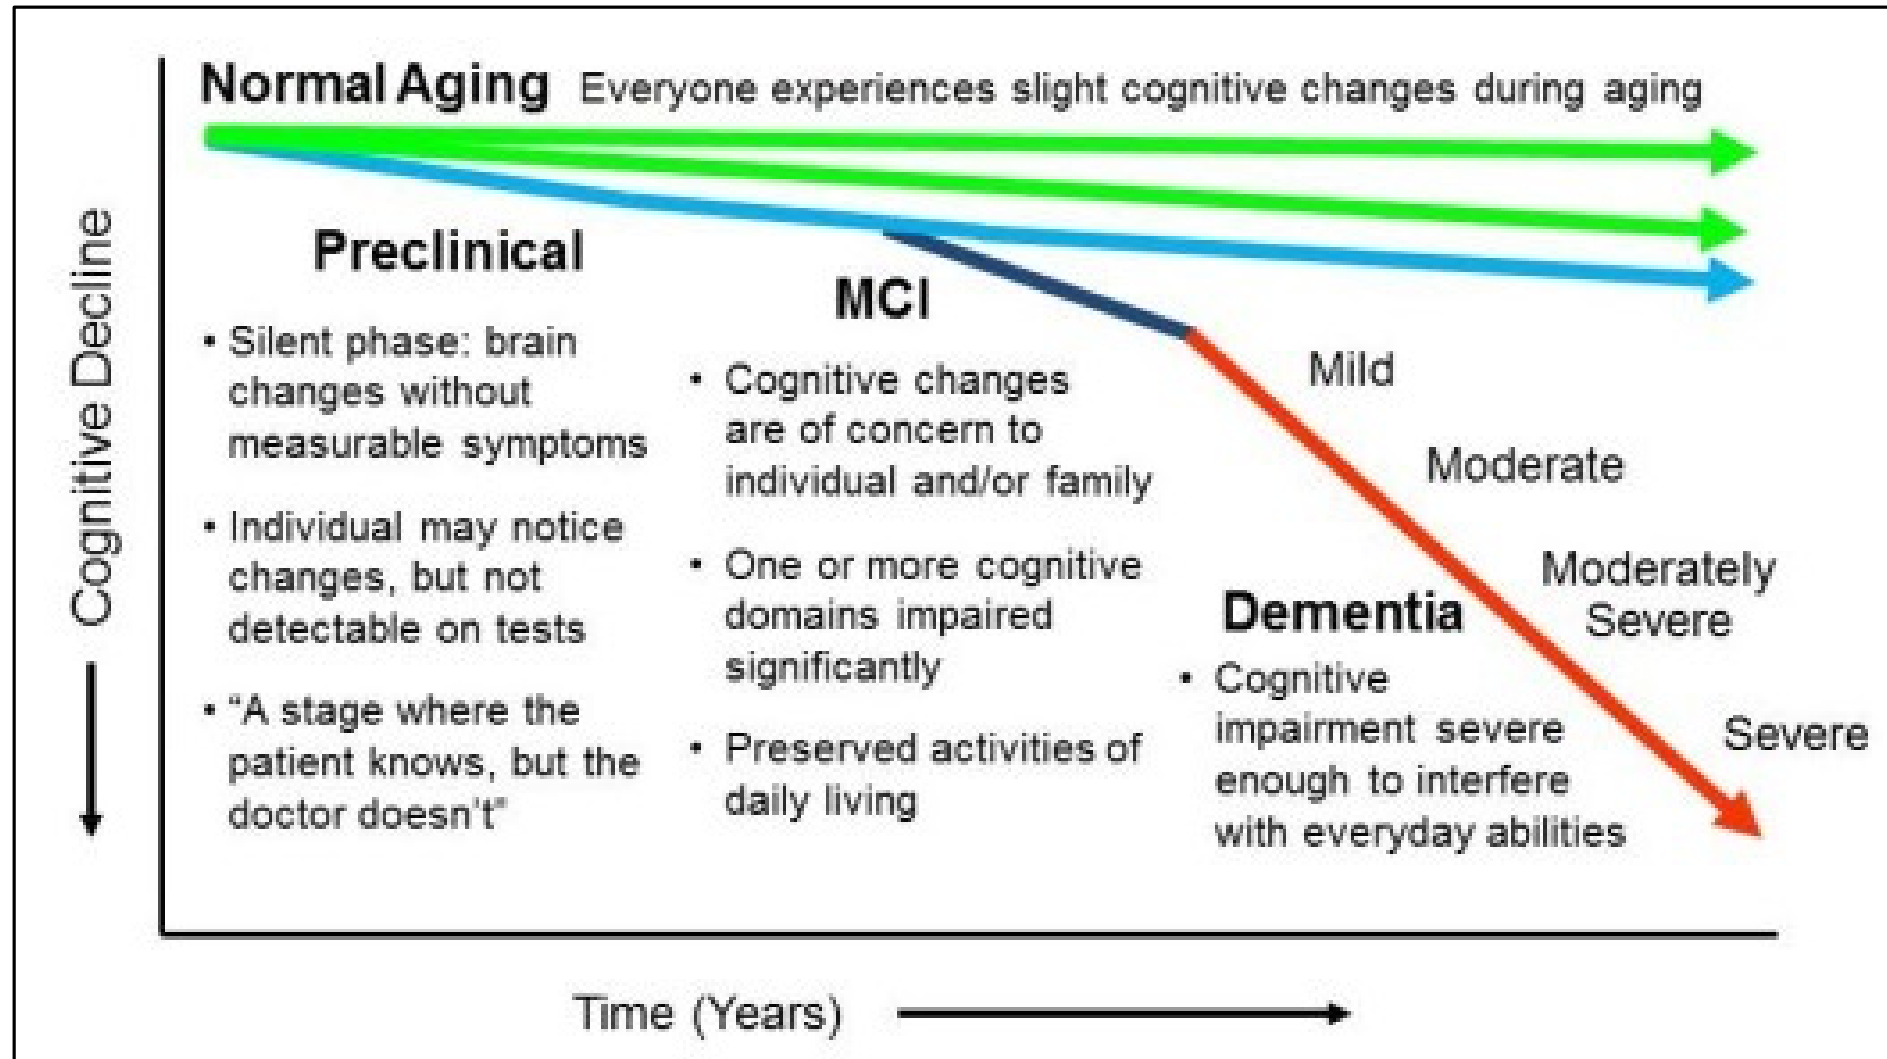 Normal Aging Everyone experiences slight cognitive changes during aging
Preclinical
• Silent phase: brain
changes without
measurable symptoms
• Individual may notice
changes, but not
detectable on tests
• “A stage where the
patient knows, but the
doctor doesn’t”
MCI
• Cognitive changes
are of concern to
individual and/or family
• One or more cognitive
domains impaired
significantly
• Preserved activities of
daily living
Mild
Moderate
Moderately
Severe
Severe
Dementia
• Cognitive
impairment severe
enough to interfere
with everyday abilities
Cognitive Decline
Time (Years)